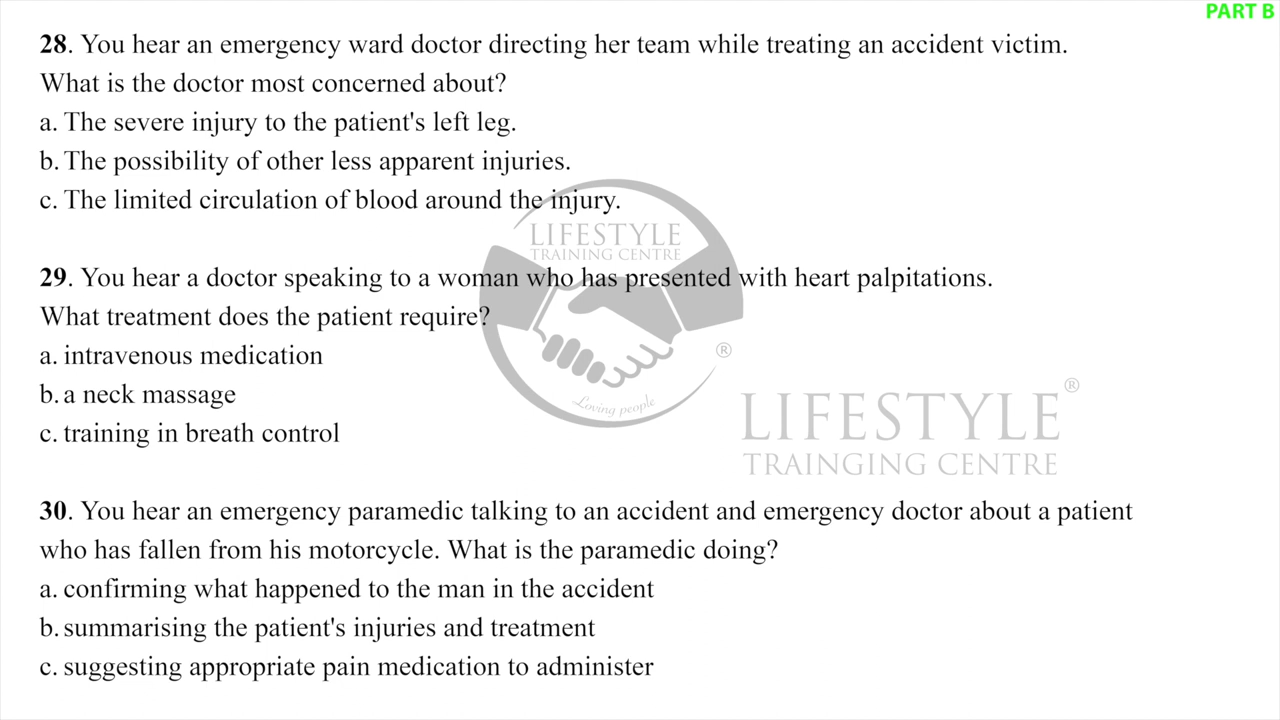 PART B
28. You hear an emergency ward doctor directing her team while treating an accident victim.
What is the doctor most concerned about?
a. The severe injury to the patient's left leg.
b. The possibility of other less apparent injuries.
c. The limited circulation of blood around the injury.
LIFESTYLE
TRAINING CENTRE
29. You hear a doctor speaking to a woman who has presented with heart palpitations.
What treatment does the patient require?
a. intravenous medication
®
b. a neck massage
®
Loving people
LIFESTYLE
c. training in breath control
TRAINGING CENTRE
30. You hear an emergency paramedic talking to an accident and emergency doctor about a patient
who has fallen from his motorcycle. What is the paramedic doing?
a. confirming what happened to the man in the accident
b. summarising the patient's injuries and treatment
c. suggesting appropriate pain medication to administer